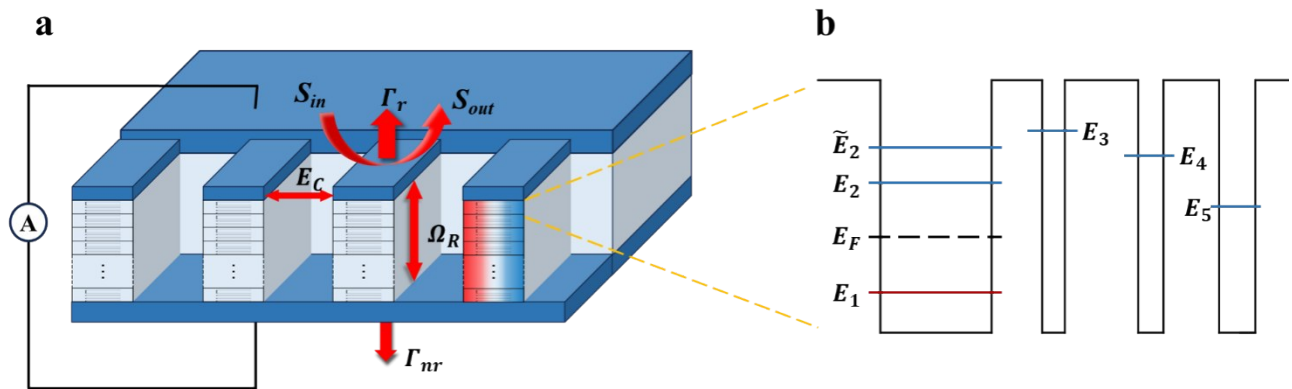 a
b
S_in
Γ_r
S_out
E_C
Ω_R
A
⋮
⋮
⋮
⋮
Γ_nr
Ẽ_2
E_2
E_F
E_1
E_3
E_4
E_5